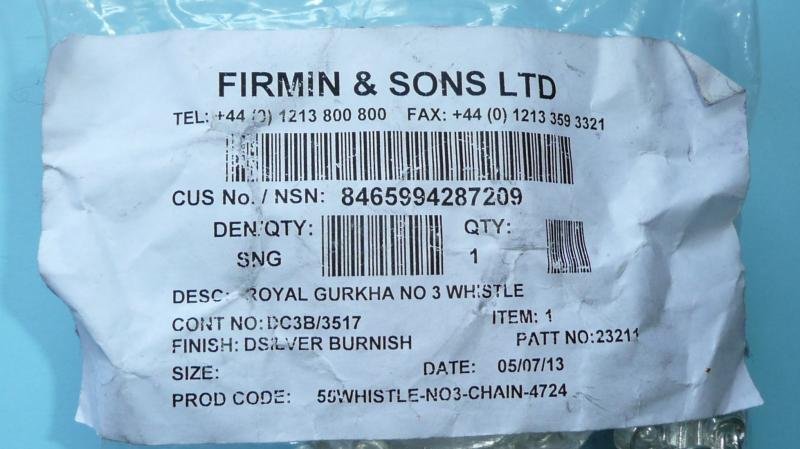 FIRMIN & SONS LTD
TEL: +44 (0) 1213 800 800 FAX: +44 (0) 1213 359 3321
CUS No. / NSN: 8465994287209
DEN/QTY: QTY:
SNG 1
DESC: ROYAL GURKHA NO 3 WHISTLE
CONT NO: DC3B/3517 ITEM: 1
FINISH: DSILVER BURNISH PATT NO:23211
SIZE: DATE: 05/07/13
PROD CODE: 55WHISTLE-NO3-CHAIN-4724